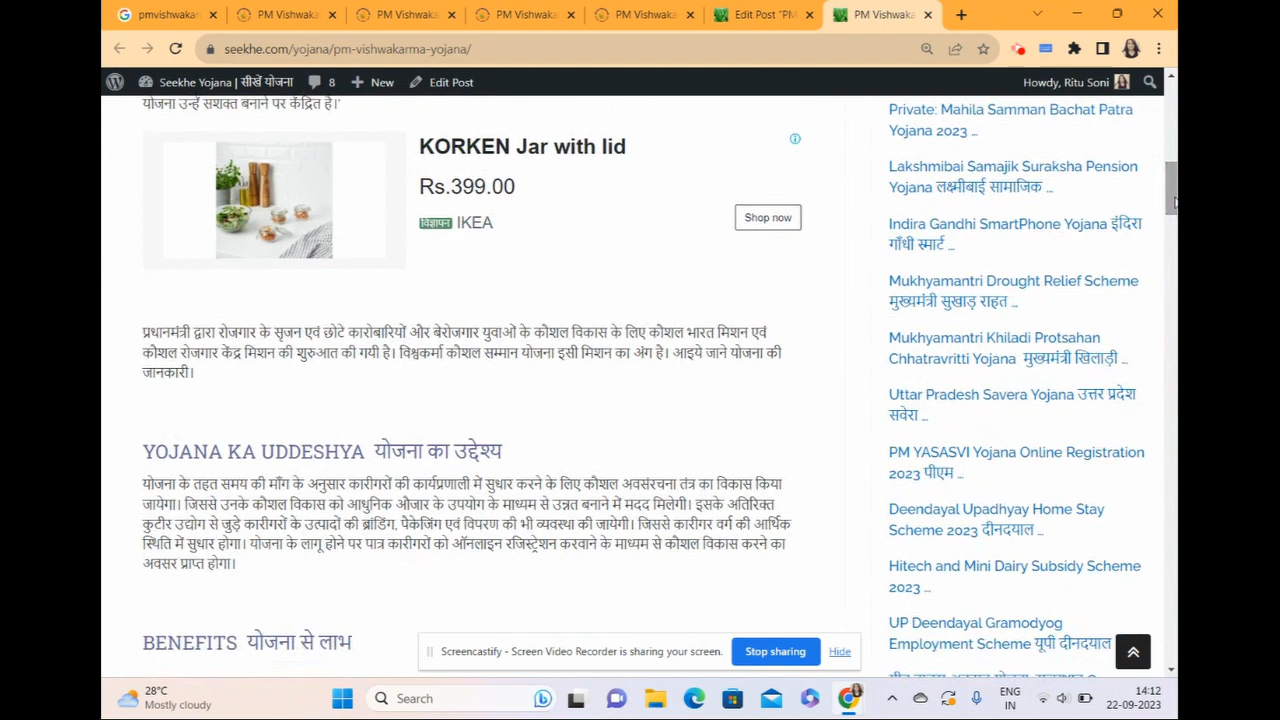 pmvishwakar
PM Vishwaka
PM Vishwaka
PM Vishwaka
PM Vishwaka
Edit Post "PM
PM Vishwaka
seekhe.com/yojana/pm-vishwakarma-yojana/
Seekhe Yojana | सीखें योजना
8
New
Edit Post
Howdy, Ritu Soni
योजना उन्हें सशक्त बनाने पर केंद्रित है।'
KORKEN Jar with lid
Rs.399.00
विज्ञापन IKEA
Shop now
प्रधानमंत्री द्वारा रोजगार के सृजन एवं छोटे कारोबारियों और बेरोजगार युवाओं के कौशल विकास के लिए कौशल भारत मिशन एवं
कौशल रोजगार केंद्र मिशन की शुरुआत की गयी है। विश्वकर्मा कौशल सम्मान योजना इसी मिशन का अंग है। आइये जाने योजना की
जानकारी।
YOJANA KA UDDESHYA योजना का उद्देश्य
योजना के तहत समय की माँग के अनुसार कारीगरों की कार्यप्रणाली में सुधार करने के लिए कौशल अवसंरचना तंत्र का विकास किया
जायेगा। जिससे उनके कौशल विकास को आधुनिक औजार के उपयोग के माध्यम से उन्नत बनाने में मदद मिलेगी। इसके अतिरिक्त
कुटीर उद्योग से जुड़े कारीगरों के उत्पादों की ब्रांडिंग, पैकेजिंग एवं विपरण की भी व्यवस्था की जायेगी। जिससे कारीगर वर्ग की आर्थिक
स्थिति में सुधार होगा। योजना के लागू होने पर पात्र कारीगरों को ऑनलाइन रजिस्ट्रेशन करवाने के माध्यम से कौशल विकास करने का
अवसर प्राप्त होगा।
BENEFITS योजना से लाभ
Private: Mahila Samman Bachat Patra
Yojana 2023 ...
Lakshmibai Samajik Suraksha Pension
Yojana लक्ष्मीबाई सामाजिक ...
Indira Gandhi SmartPhone Yojana इंदिरा
गाँधी स्मार्ट ...
Mukhyamantri Drought Relief Scheme
मुख्यमंत्री सुखाड़ राहत ...
Mukhyamantri Khiladi Protsahan
Chhatravritti Yojana मुख्यमंत्री खिलाड़ी ...
Uttar Pradesh Savera Yojana उत्तर प्रदेश
सवेरा ...
PM YASASVI Yojana Online Registration
2023 पीएम ...
Deendayal Upadhyay Home Stay
Scheme 2023 दीनदयाल ...
Hitech and Mini Dairy Subsidy Scheme
2023 ...
UP Deendayal Gramodyog
Employment Scheme यूपी दीनदयाल
Screencastify - Screen Video Recorder is sharing your screen.
Stop sharing
Hide
28°C
Mostly cloudy
Search
ENG
IN
14:12
22-09-2023